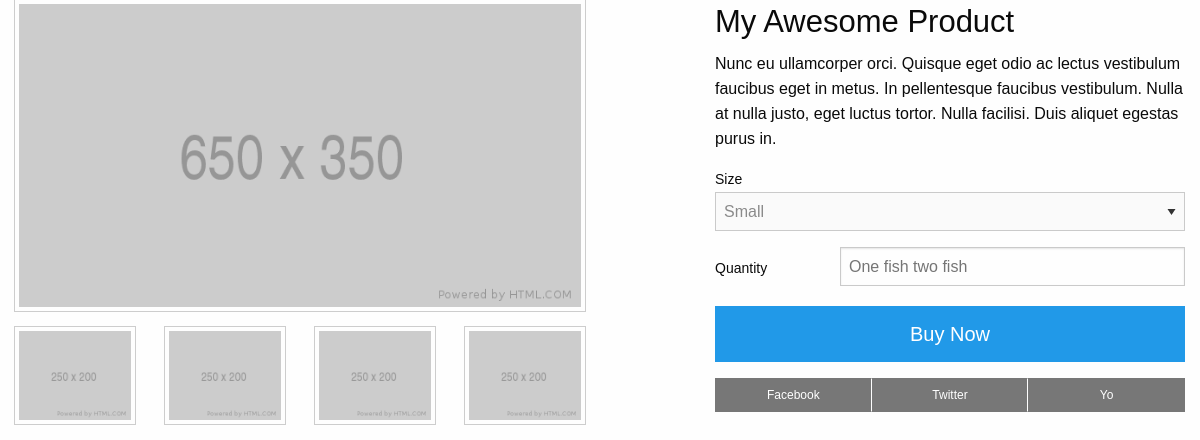 650 x 350
Powered by HTML.COM
250 x 200
Powered by HTML.COM
250 x 200
Powered by HTML.COM
250 x 200
Powered by HTML.COM
250 x 200
Powered by HTML.COM
My Awesome Product
Nunc eu ullamcorper orci. Quisque eget odio ac lectus vestibulum
faucibus eget in metus. In pellentesque faucibus vestibulum. Nulla
at nulla justo, eget luctus tortor. Nulla facilisi. Duis aliquet egestas
purus in.
Size
Small
Quantity
One fish two fish
Buy Now
Facebook
Twitter
Yo